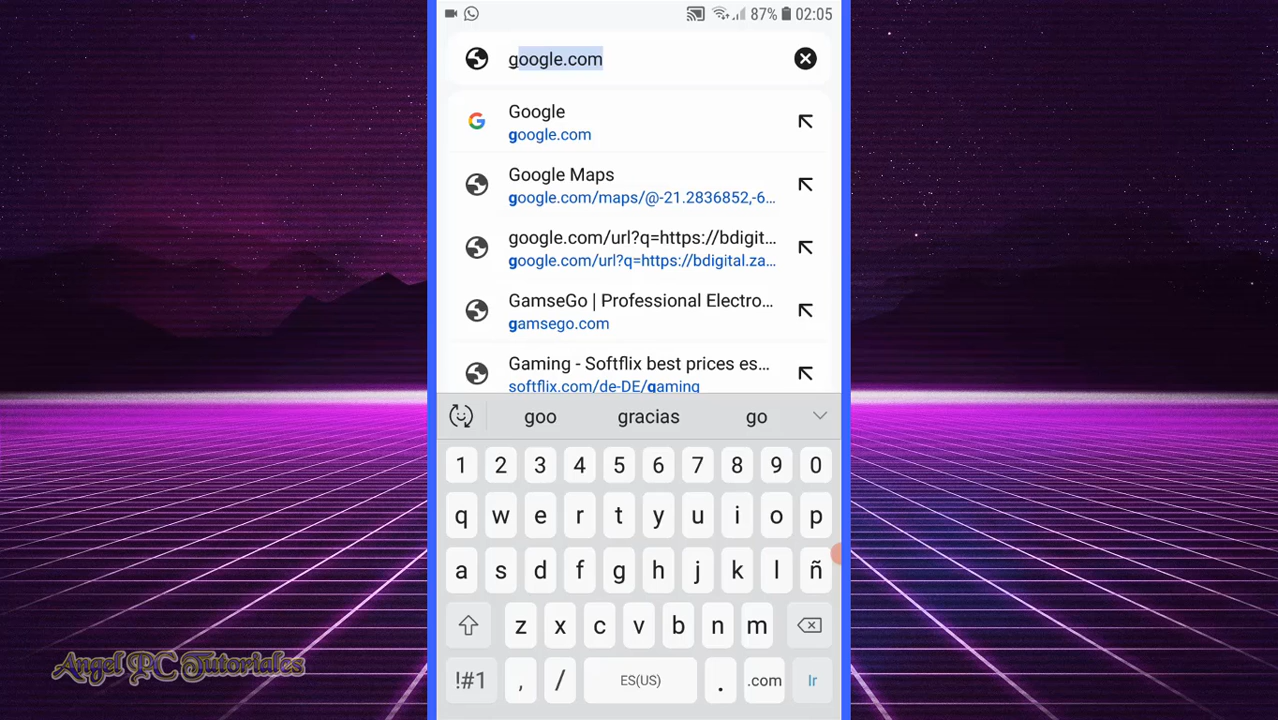 87% 02:05
google.com
Google
google.com
Google Maps
google.com/maps/@-21.2836852,-6...
google.com/url?q=https://bdigit...
google.com/url?q=https://bdigital.za...
GamseGo | Professional Electro...
gamsego.com
Gaming - Softflix best prices es...
softflix.com/de-DE/gaming
goo gracias go
1 2 3 4 5 6 7 8 9 0
q w e r t y u i o p
a s d f g h j k l ñ
z x c v b n m
!#1 , / ES(US) . .com Ir
Angel PC Tutoriales